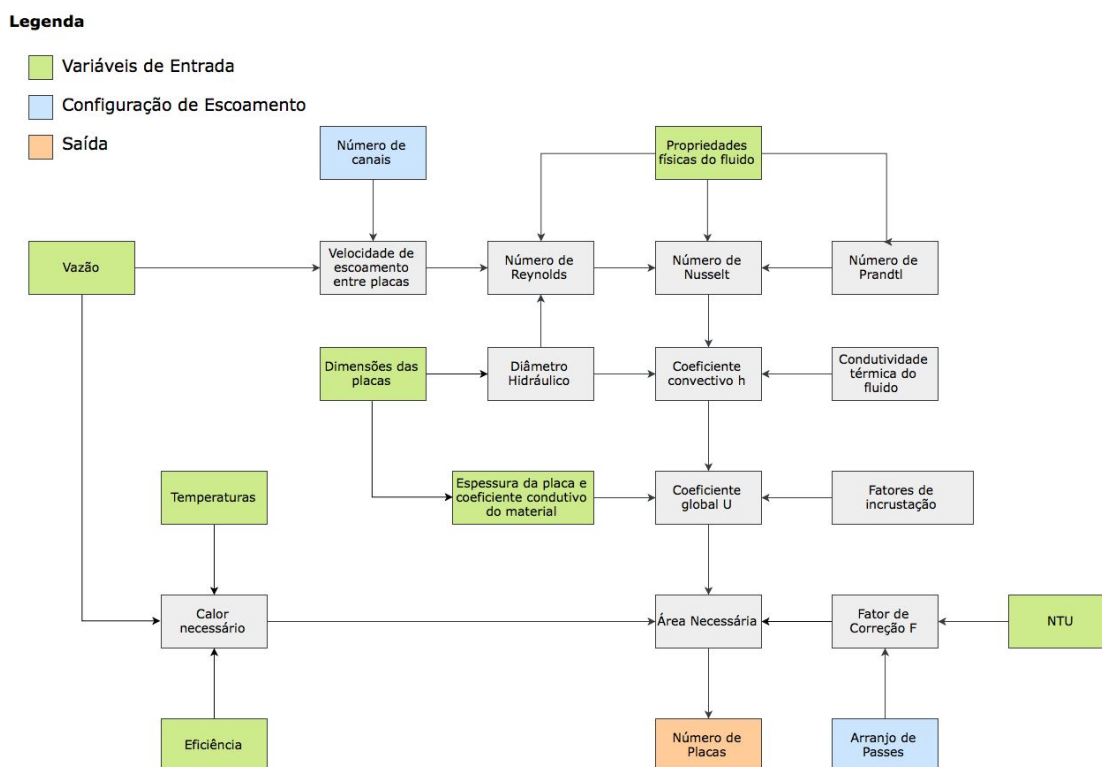 Legenda
Variáveis de Entrada
Configuração de Escoamento
Saída
Número de
canais
Propriedades
físicas do fluido
Vazão
Velocidade de
escoamento
entre placas
Número de
Reynolds
Número de
Nusselt
Número de
Prandtl
Dimensões das
placas
Diâmetro
Hidráulico
Coeficiente
convectivo h
Condutividade
térmica do
fluido
Temperaturas
Espessura da placa e
coeficiente condutivo
do material
Coeficiente
global U
Fatores de
incrustação
Calor
necessário
Área Necessária
Fator de
Correção F
NTU
Eficiência
Número de
Placas
Arranjo de
Passes